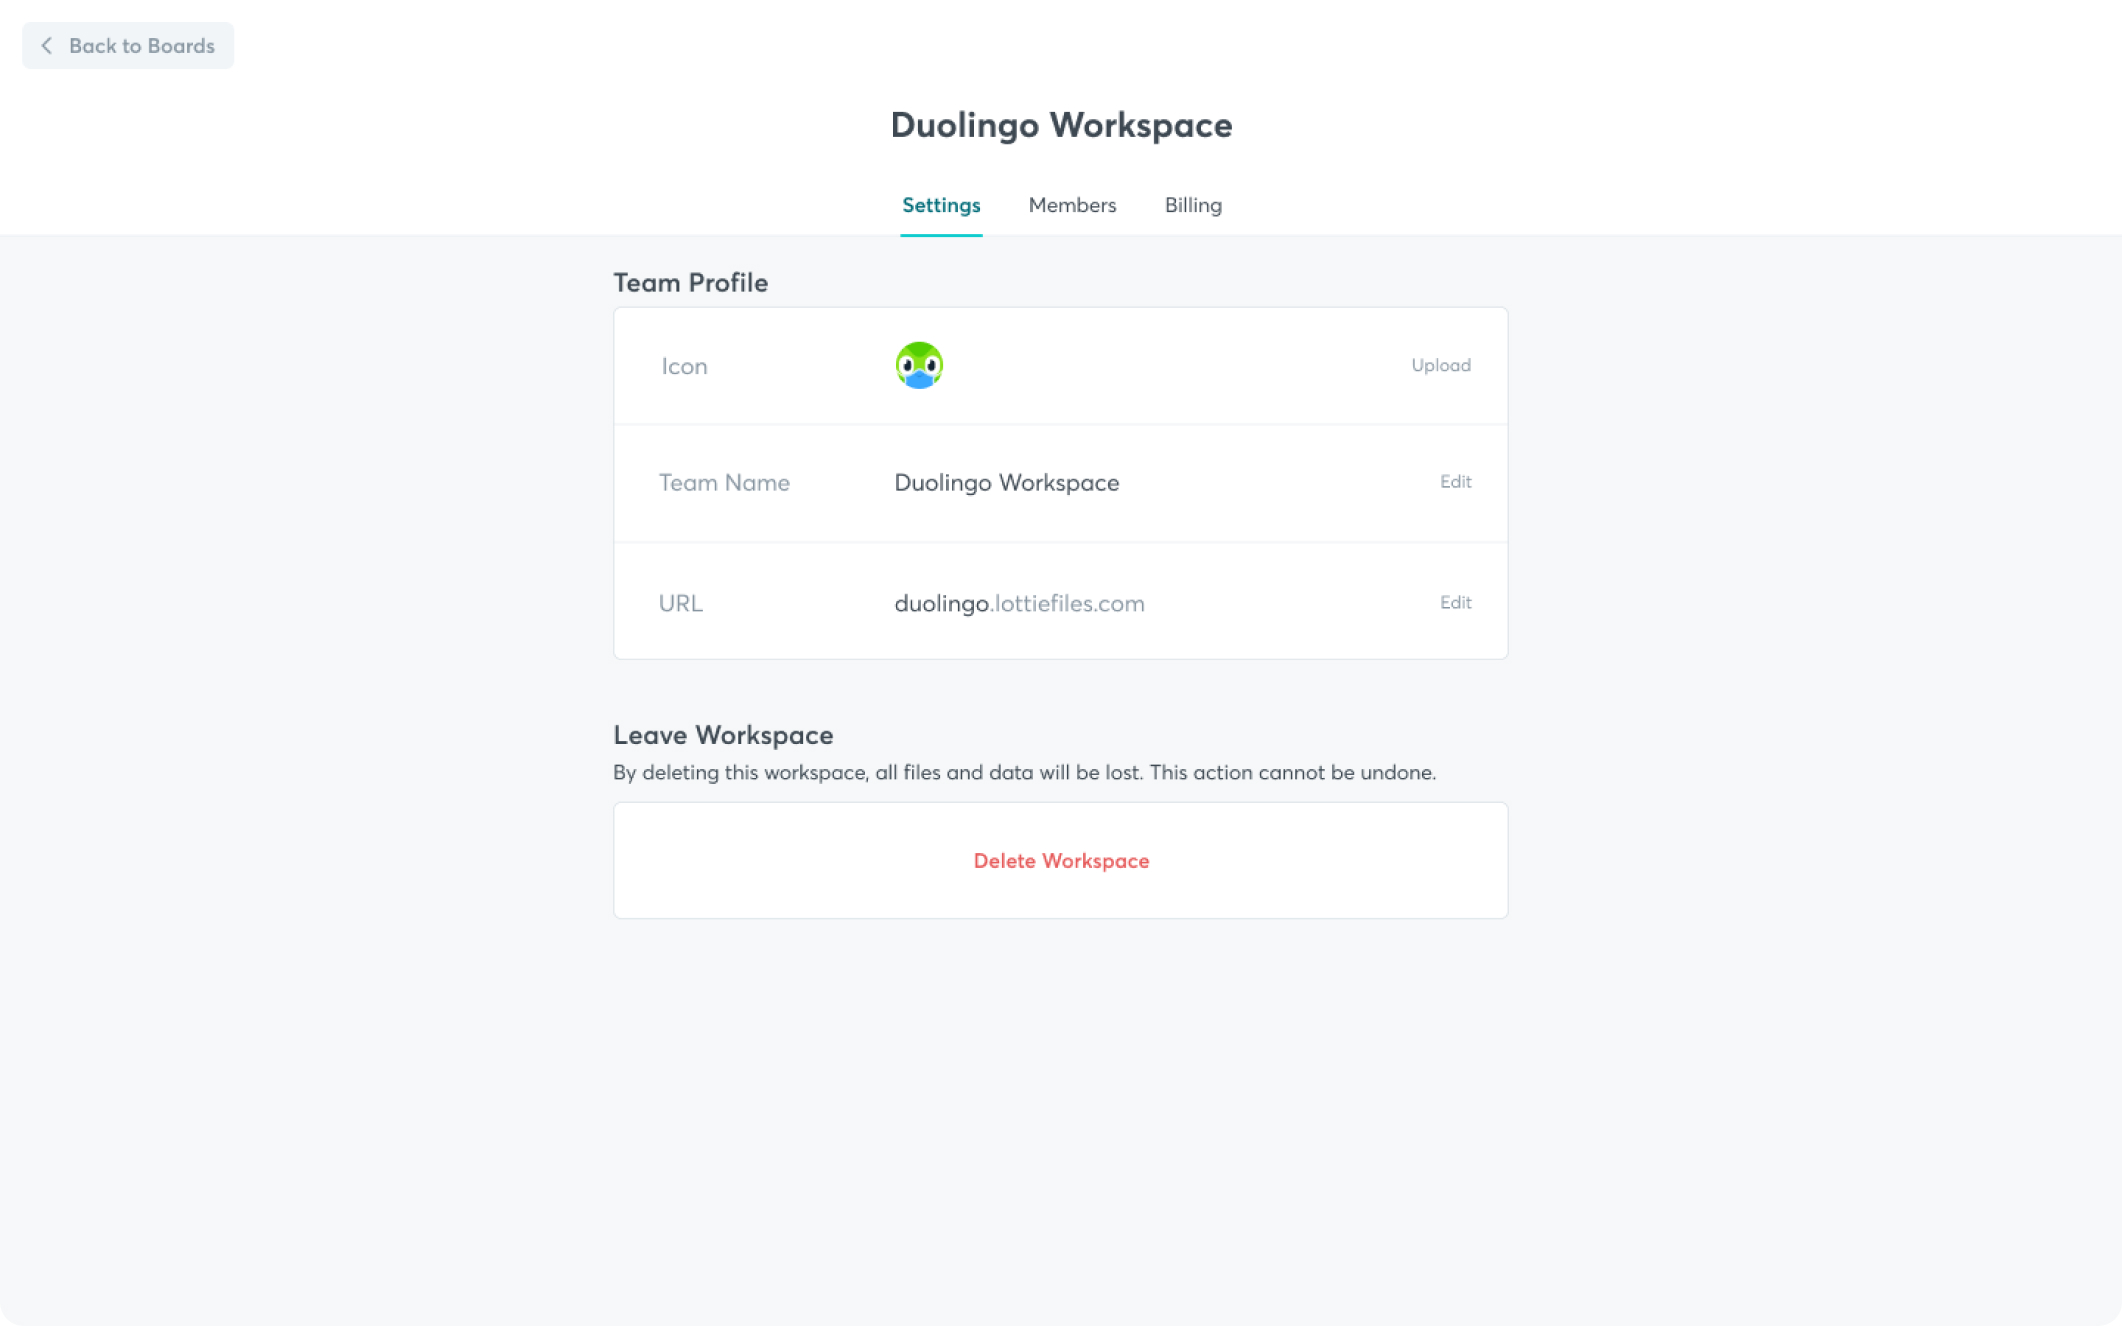 Back to Boards
Duolingo Workspace
Settings Members Billing
Team Profile
Icon Upload
Team Name Duolingo Workspace Edit
URL duolingo.lottiefiles.com Edit
Leave Workspace
By deleting this workspace, all files and data will be lost. This action cannot be undone.
Delete Workspace